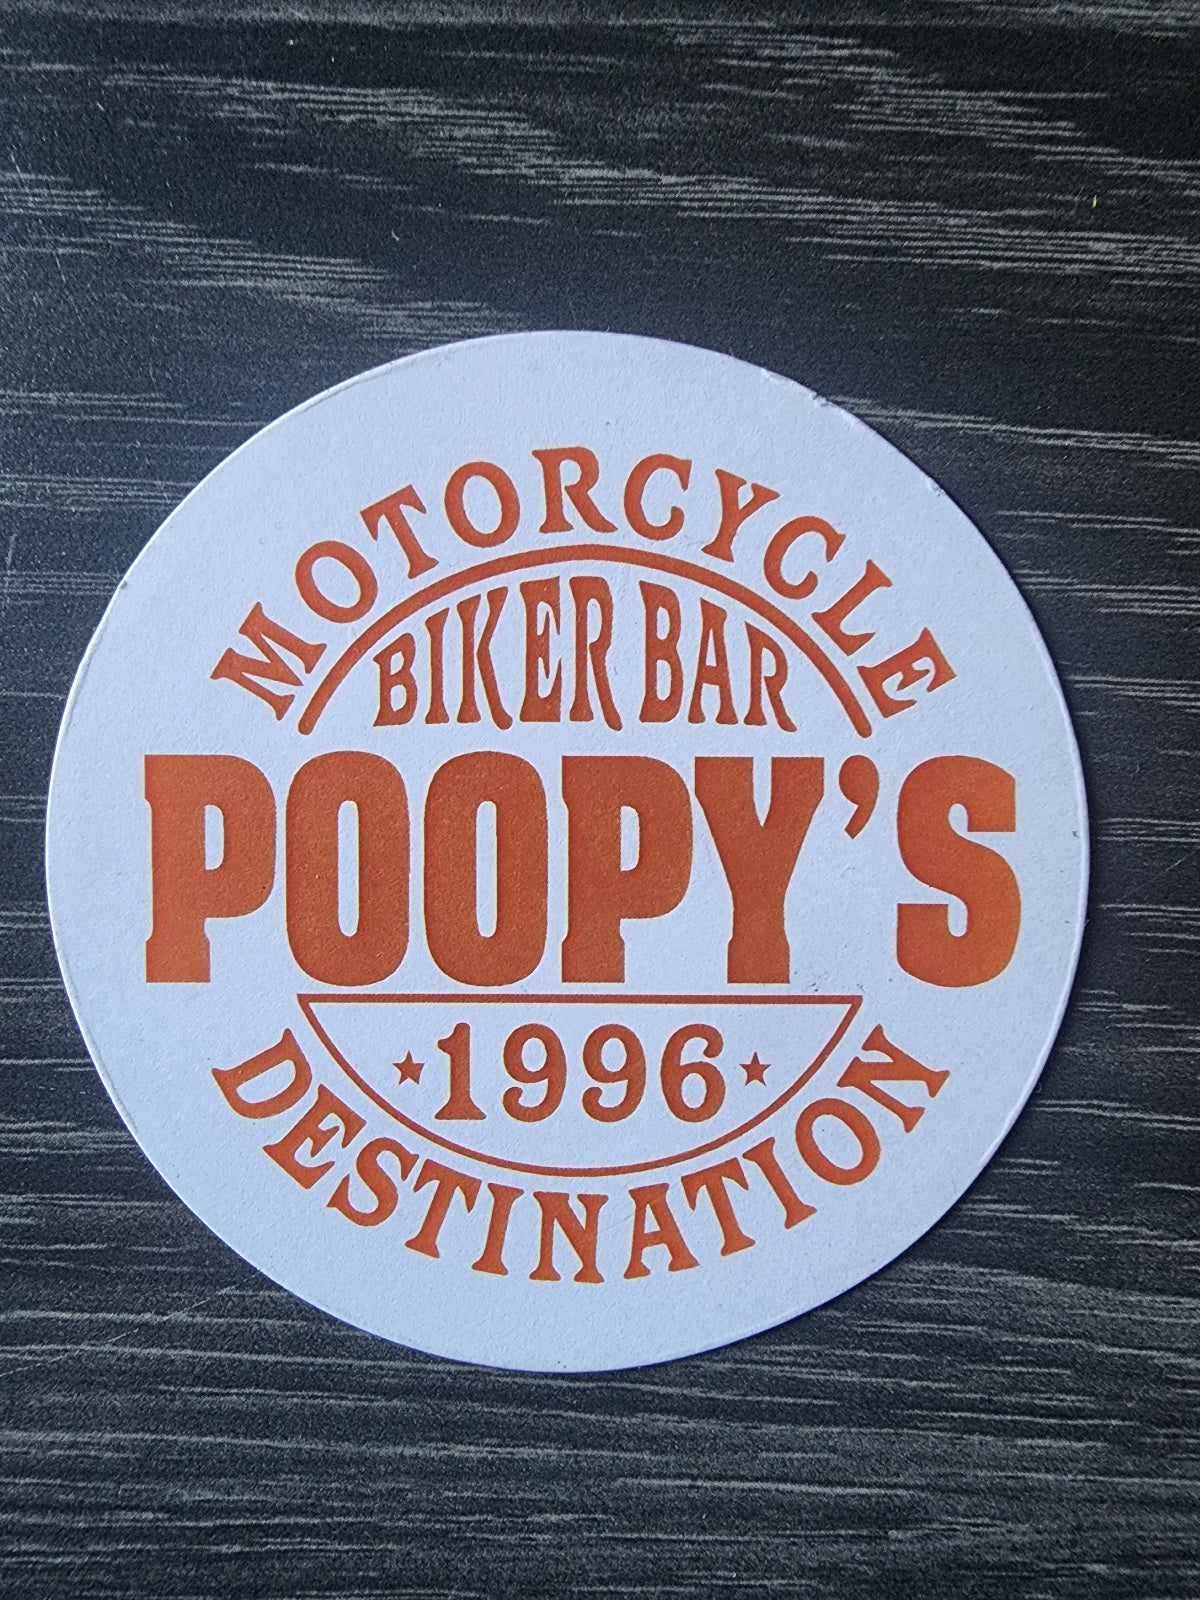 MOTORCYCLE
BIKER BAR
POOPY'S
★1996★
DESTINATION